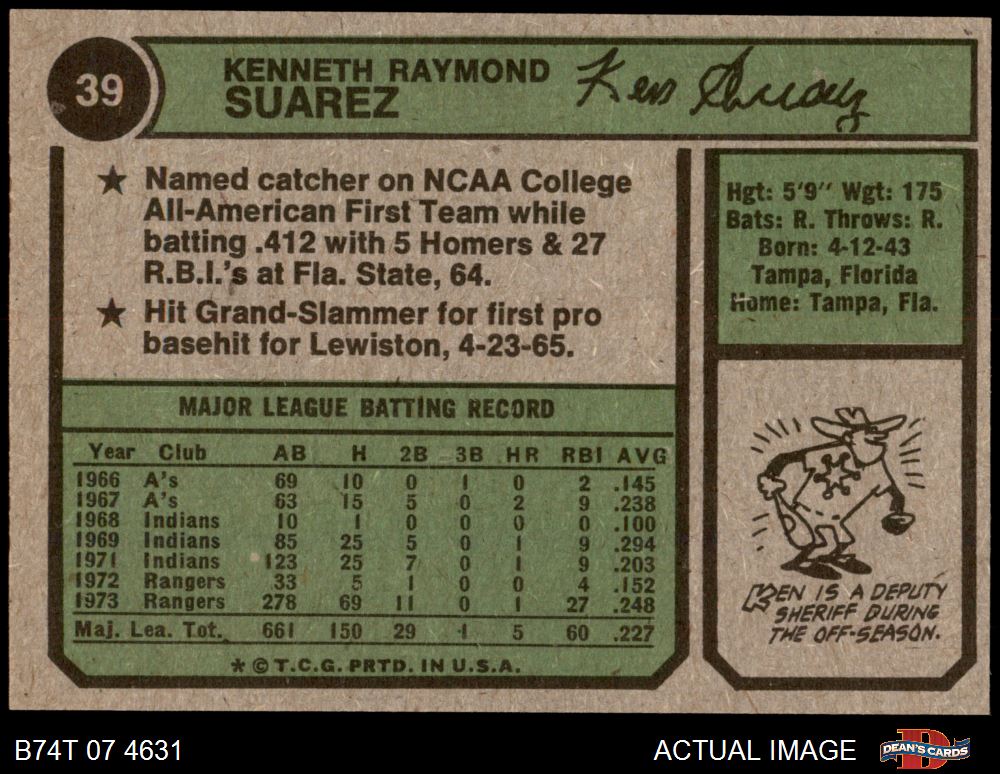 39
KENNETH RAYMOND
SUAREZ
Ken Suarez
★ Named catcher on NCAA College
All-American First Team while
batting .412 with 5 Homers & 27
R.B.I.'s at Fla. State, 64.
★ Hit Grand-Slammer for first pro
basehit for Lewiston, 4-23-65.
Hgt: 5'9" Wgt: 175
Bats: R. Throws: R.
Born: 4-12-43
Tampa, Florida
Home: Tampa, Fla.
MAJOR LEAGUE BATTING RECORD
Year Club AB H 2B 3B HR RBI AVG
1966 A's 69 10 0 1 0 2 .145
1967 A's 63 15 5 0 2 9 .238
1968 Indians 10 1 0 0 0 0 .100
1969 Indians 85 25 5 0 1 9 .294
1971 Indians 123 25 7 0 1 9 .203
1972 Rangers 33 5 1 0 0 4 .152
1973 Rangers 278 69 11 0 1 27 .248
Maj. Lea. Tot. 661 150 29 1 5 60 .227
* © T.C.G. PRTD. IN U.S.A.
KEN IS A DEPUTY
SHERIFF DURING
THE OFF-SEASON.
B74T 07 4631
ACTUAL IMAGE
DEAN'S CARDS